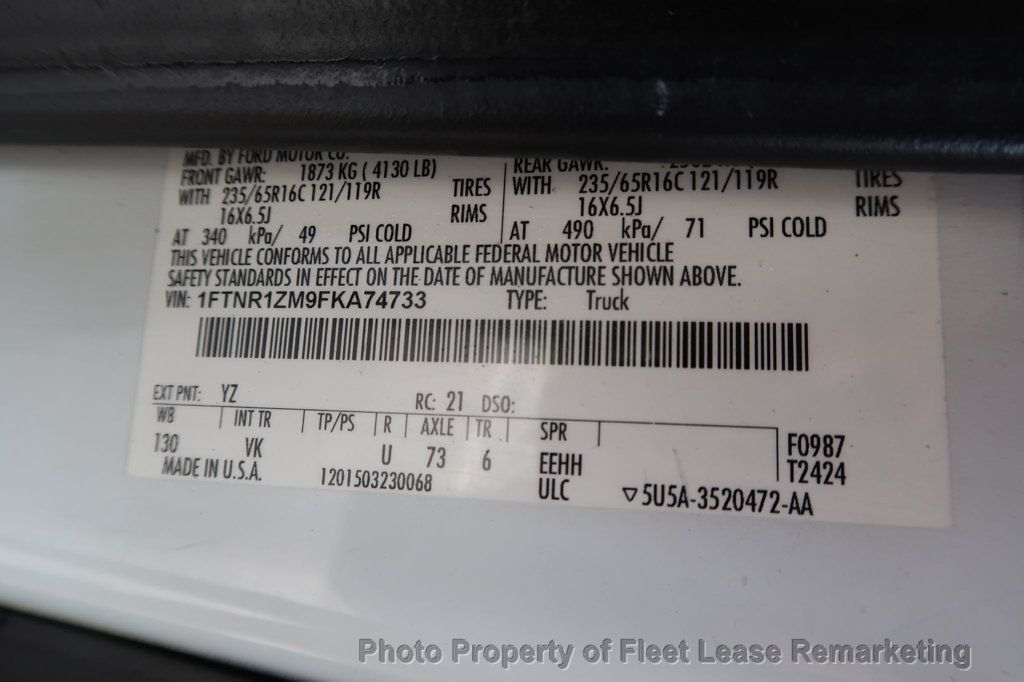 MFD. BY FORD MOTOR CO.
FRONT GAWR: 1873 KG ( 4130 LB)
WITH 235/65R16C 121/119R TIRES
16X6.5J RIMS
AT 340 kPa/ 49 PSI COLD
REAR GAWR:
WITH 235/65R16C 121/119R TIRES
16X6.5J RIMS
AT 490 kPa/ 71 PSI COLD
THIS VEHICLE CONFORMS TO ALL APPLICABLE FEDERAL MOTOR VEHICLE
SAFETY STANDARDS IN EFFECT ON THE DATE OF MANUFACTURE SHOWN ABOVE.
VIN: 1FTNR1ZM9FKA74733 TYPE: Truck
EXT PNT: YZ RC: 21 DSO:
WB INT TR TP/PS R AXLE TR SPR
130 VK U 73 6 EEHH F0987
MADE IN U.S.A. 1201503230068 ULC ▽5U5A-3520472-AA T2424
Photo Property of Fleet Lease Remarketing